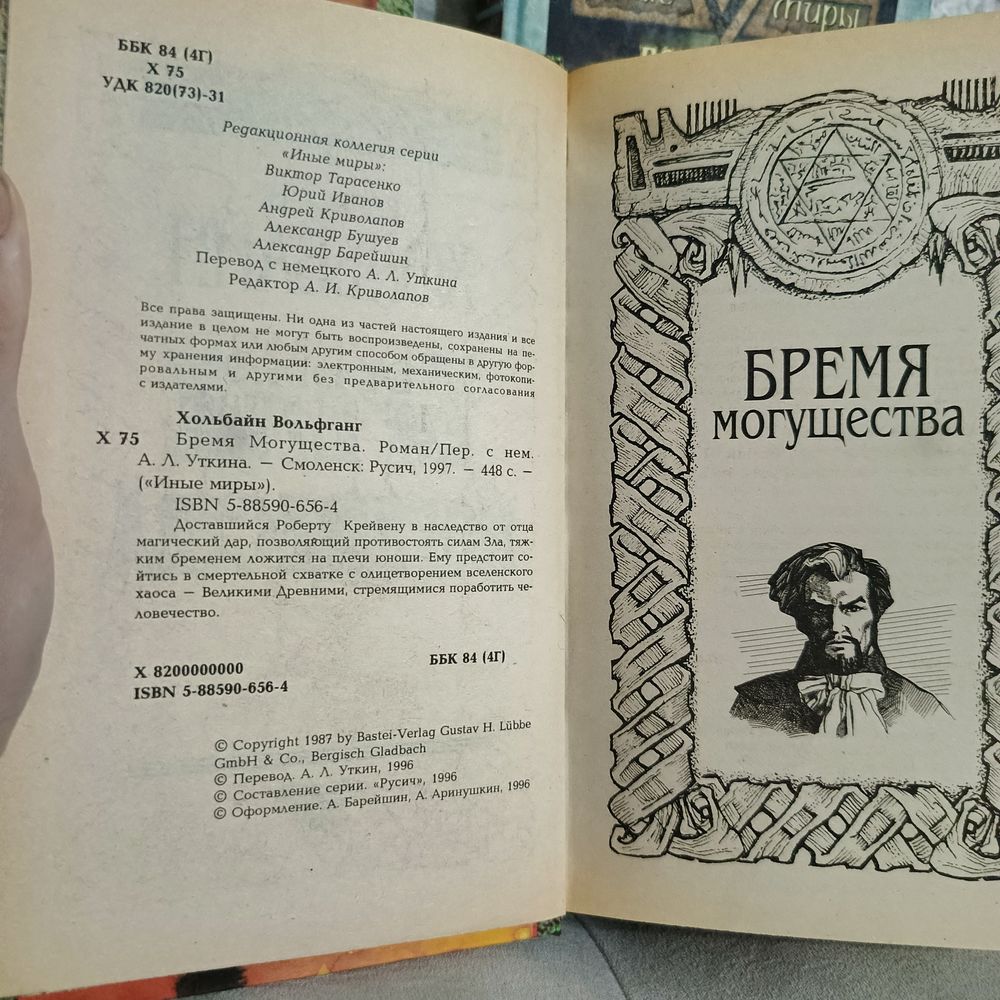 миры
ББК 84 (4Г)
Х 75
УДК 820(73)-31
Редакционная коллегия серии
«Иные миры»:
Виктор Тарасенко
Юрий Иванов
Андрей Криволапов
Александр Бушуев
Александр Барейшин
Перевод с немецкого А. Л. Уткина
Редактор А. И. Криволапов
Все права защищены. Ни одна из частей настоящего издания и все
издание в целом не могут быть воспроизведены, сохранены на пе-
чатных формах или любым другим способом обращены в другую фор-
му хранения информации: электронным, механическим, фотокопи-
ровальным и другими без предварительного согласования
с издателями.
Хольбайн Вольфганг
Х 75 Бремя Могущества. Роман/Пер. с нем.
А. Л. Уткина. — Смоленск: Русич, 1997. — 448 с. —
(«Иные миры»).
ISBN 5-88590-656-4
Доставшийся Роберту Крейвену в наследство от отца
магический дар, позволяющий противостоять силам Зла, тяж-
ким бременем ложится на плечи юноши. Ему предстоит со-
йтись в смертельной схватке с олицетворением вселенского
хаоса — Великими Древними, стремящимися поработить че-
ловечество.
Х 8200000000 ББК 84 (4Г)
ISBN 5-88590-656-4
© Copyright 1987 by Bastei-Verlag Gustav H. Lübbe
GmbH & Co., Bergisch Gladbach
© Перевод. А. Л. Уткин, 1996
© Составление серии. «Русич», 1996
© Оформление. А. Барейшин, А. Аринушкин, 1996
БРЕМЯ
МОГУЩЕСТВА